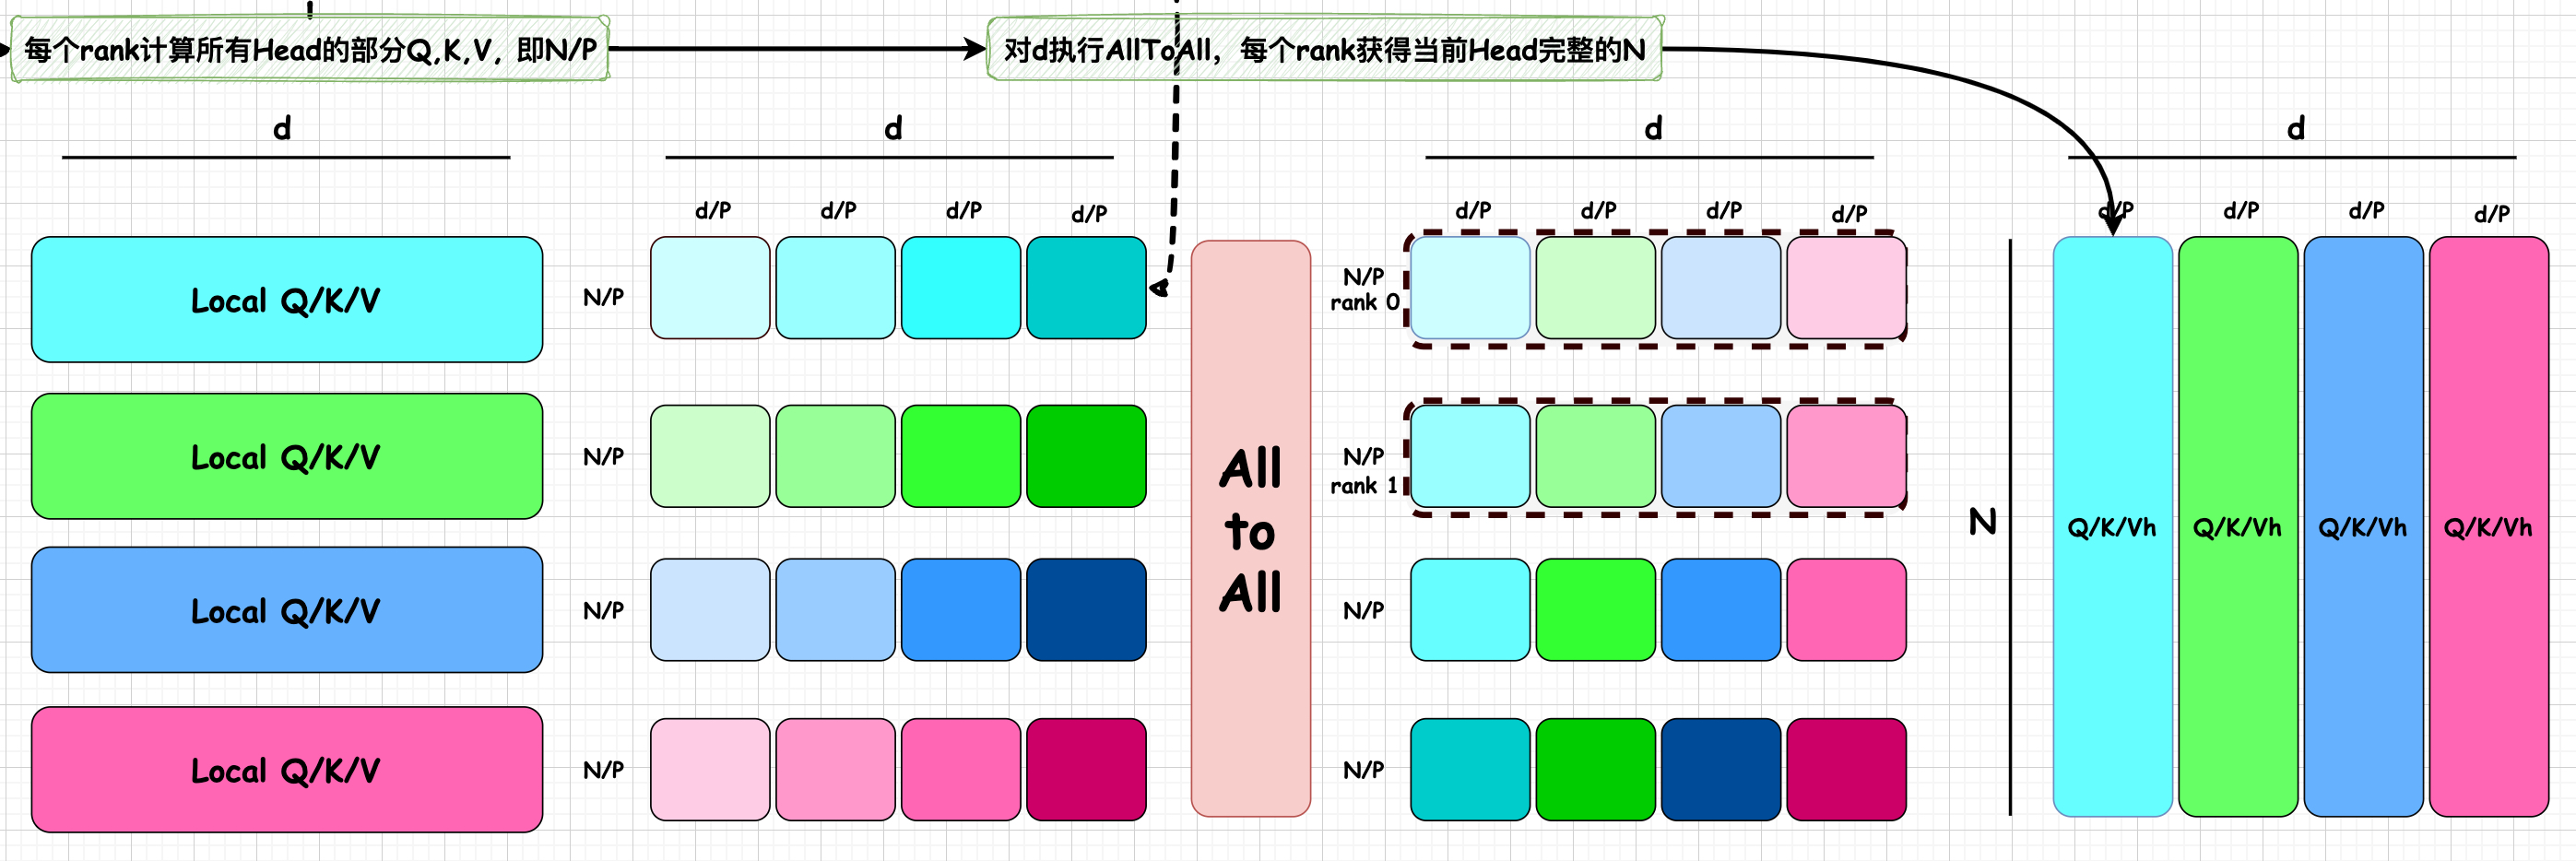 每个rank计算所有Head的部分Q,K,V, 即N/P
对d执行AllToAll, 每个rank获得当前Head完整的N
d
d
d
d
d/P
d/P
d/P
d/P
d/P
d/P
d/P
d/P
d/P
d/P
d/P
d/P
Local Q/K/V
N/P
N/P
rank 0
Local Q/K/V
N/P
N/P
rank 1
All
to
All
N
Q/K/Vh
Q/K/Vh
Q/K/Vh
Q/K/Vh
Local Q/K/V
N/P
N/P
Local Q/K/V
N/P
N/P